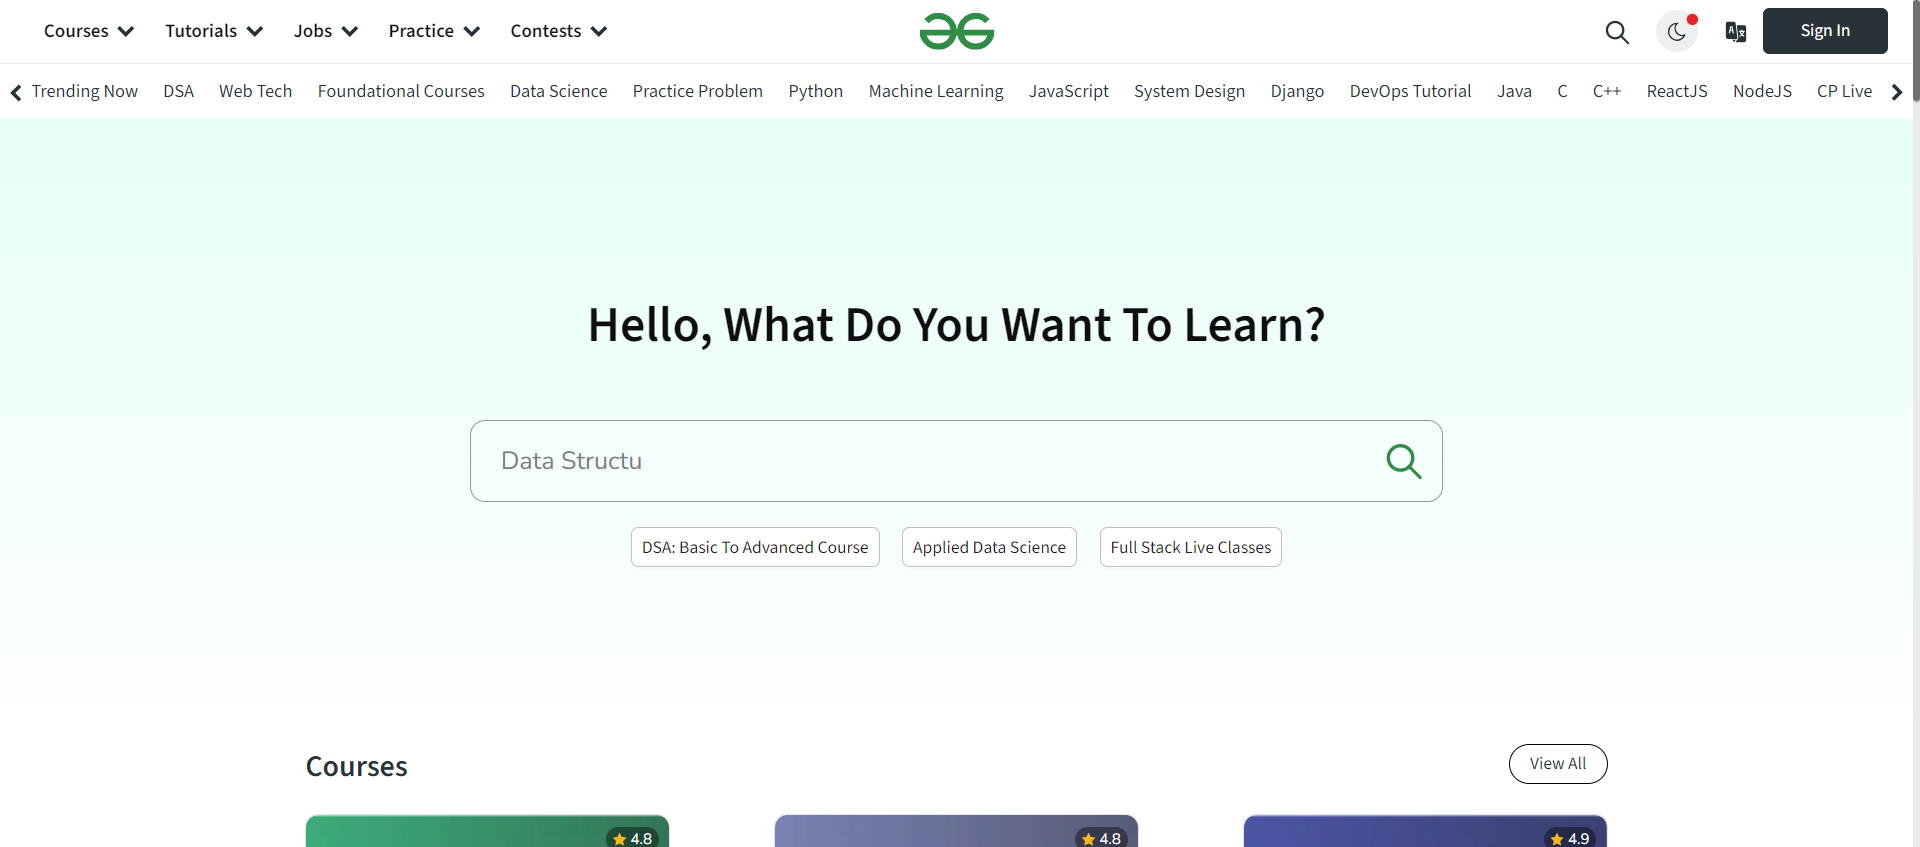 Courses Tutorials Jobs Practice Contests Sign In
Trending Now DSA Web Tech Foundational Courses Data Science Practice Problem Python Machine Learning JavaScript System Design Django DevOps Tutorial Java C C++ ReactJS NodeJS CP Live
Hello, What Do You Want To Learn?
Data Structu
DSA: Basic To Advanced Course Applied Data Science Full Stack Live Classes
Courses View All
4.8 4.8 4.9